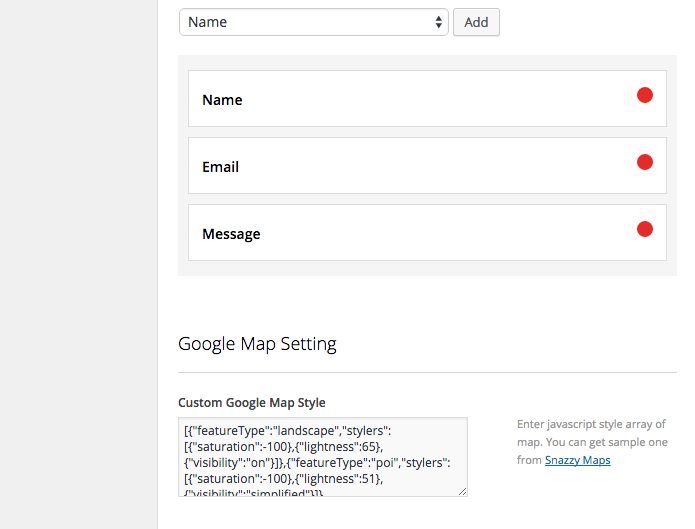 Name
Add
Name
Email
Message
Google Map Setting
Custom Google Map Style
[{"featureType":"landscape","stylers":
[{"saturation":-100},{"lightness":65},
{"visibility":"on"}]},{"featureType":"poi","stylers":
[{"saturation":-100},{"lightness":51},
{"visibility":"simplified"}]},
Enter javascript style array of
map. You can get sample one
from Snazzy Maps